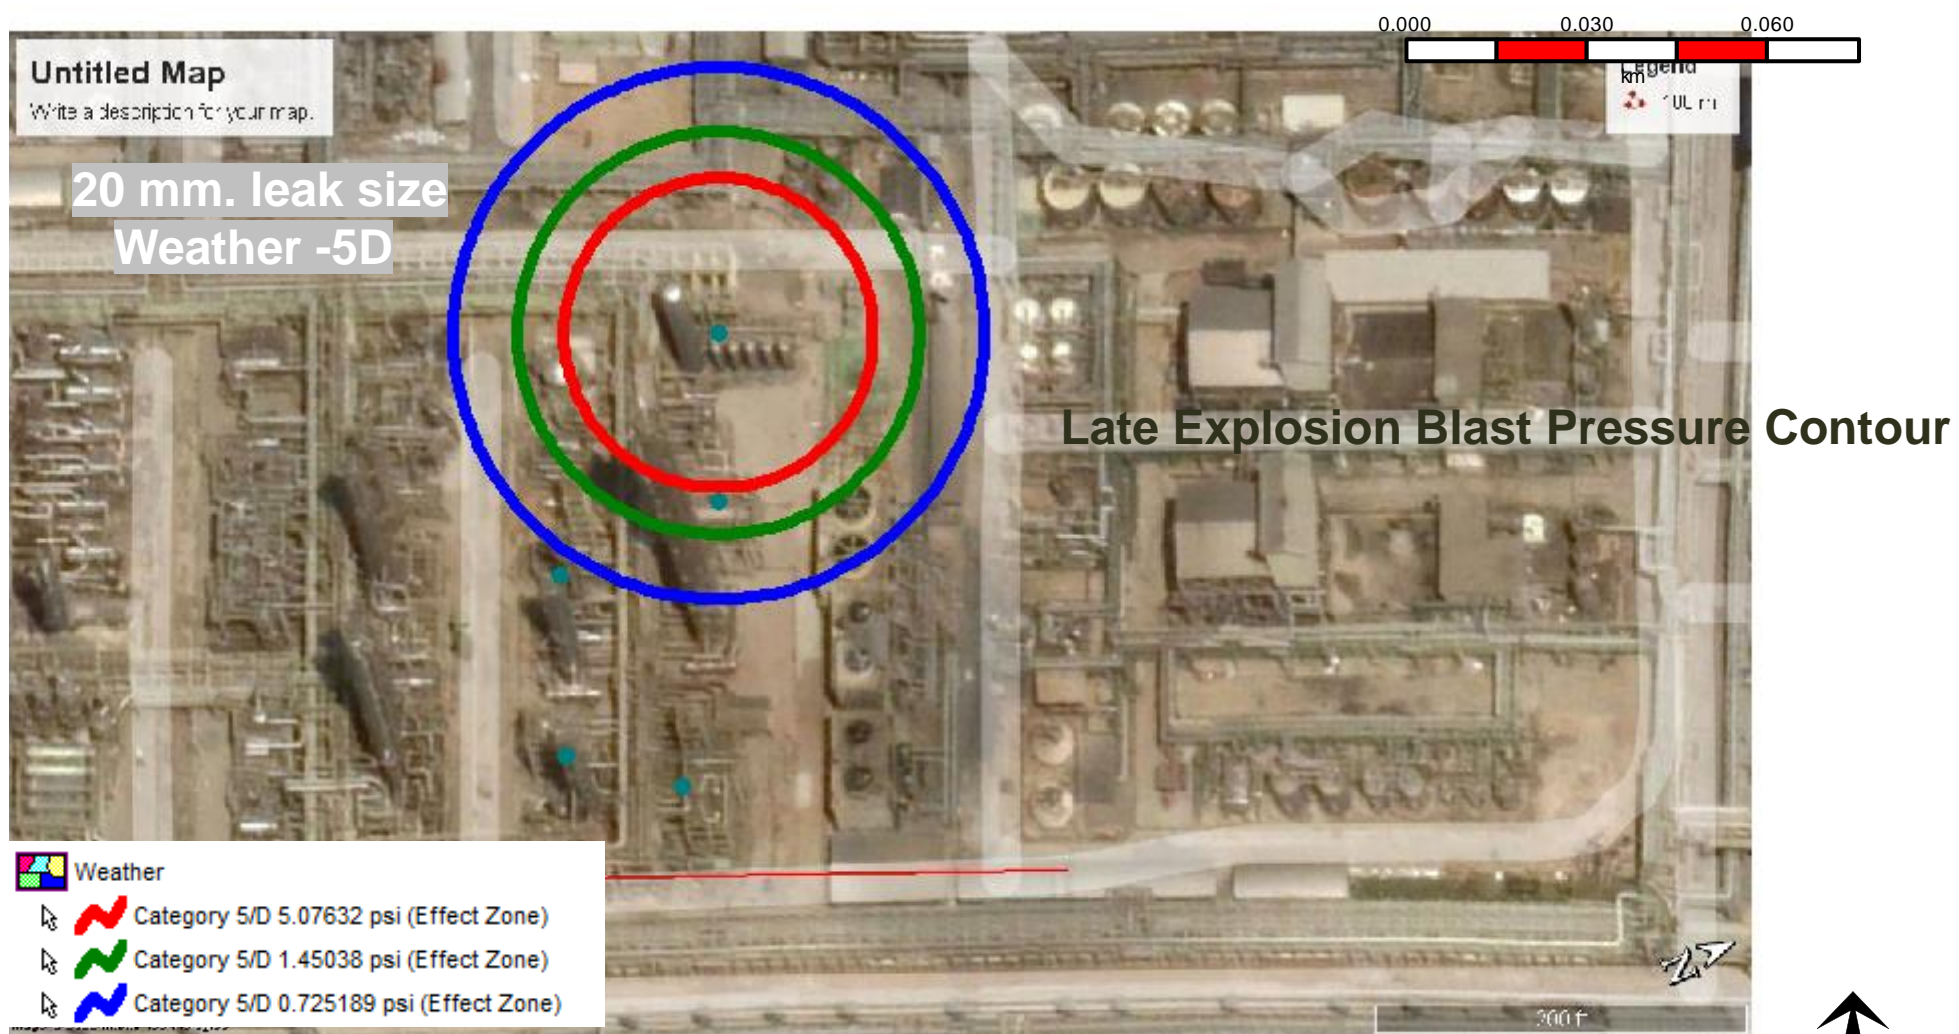 0.000 0.030 0.060
km
Untitled Map
Write a description for your map.
Legend
100 m
20 mm. leak size
Weather -5D
Late Explosion Blast Pressure Contour
Weather
Category 5/D 5.07632 psi (Effect Zone)
Category 5/D 1.45038 psi (Effect Zone)
Category 5/D 0.725189 psi (Effect Zone)
N
200 ft